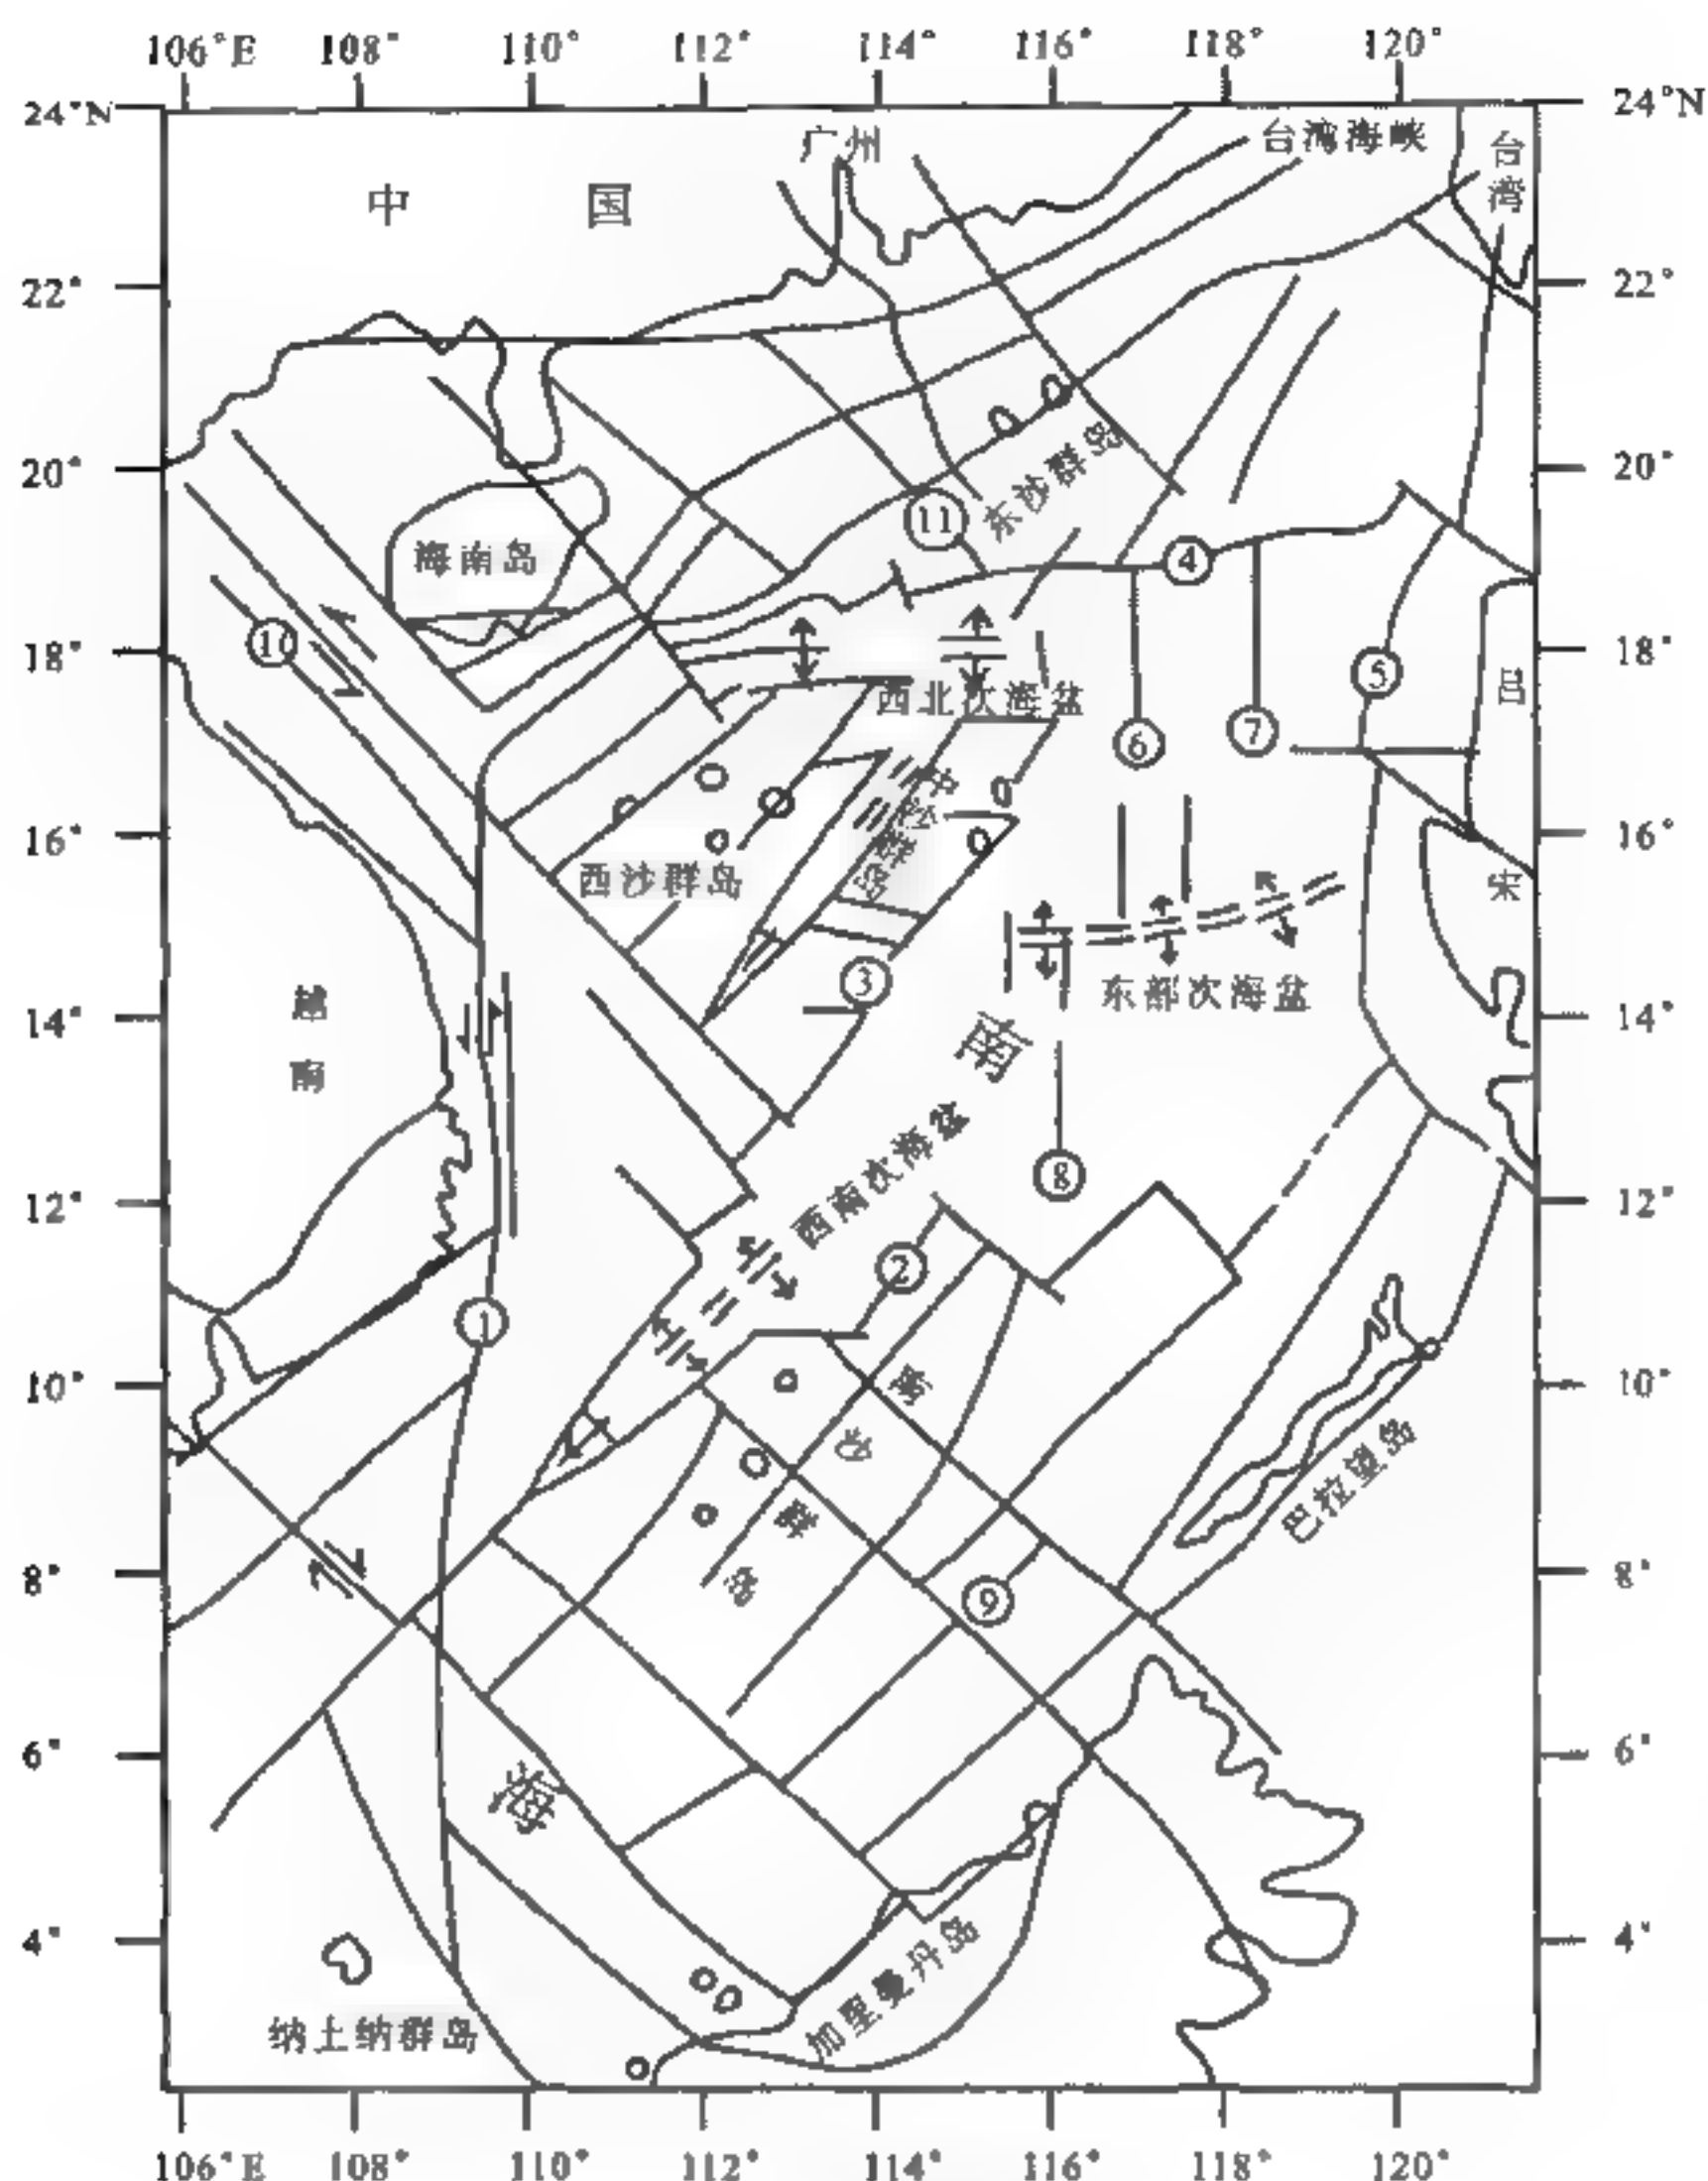 106°E 108° 110° 112° 114° 116° 118° 120°
24°N 24°N
广州
台湾海峡
台湾
中国
22° 22°
20° 20°
东沙群岛
⑪
海南岛
④
⑩
18° 18°
⑤
吕
西北次海盆
⑥
⑦
中沙群岛
16° 16°
西沙群岛
宋
③
东部次海盆
越南
14° 14°
南
西南次海盆
⑧
12° 12°
②
①
10° 10°
南沙群岛
巴拉望岛
8° 8°
⑨
6° 6°
海
4° 4°
加里曼丹岛
纳土纳群岛
106°E 108° 110° 112° 114° 116° 118° 120°